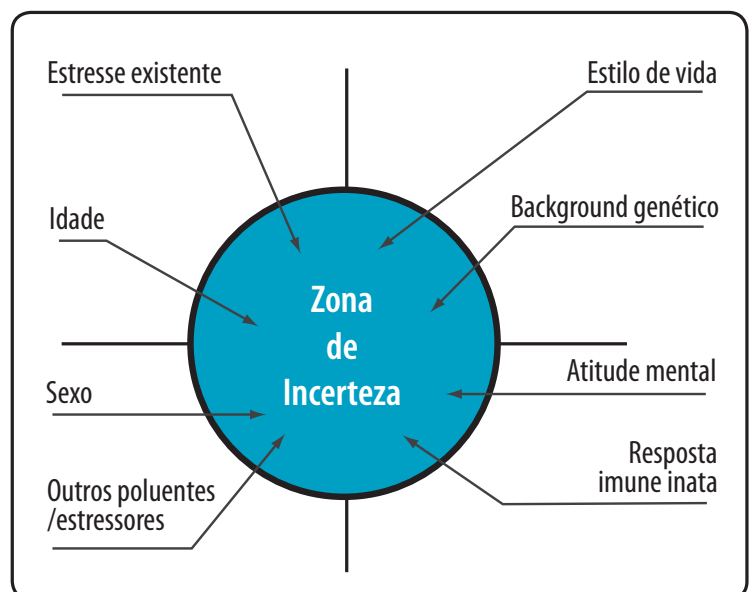 Estresse existente
Estilo de vida
Idade
Background genético
Zona
de
Incerteza
Sexo
Atitude mental
Outros poluentes
/estressores
Resposta
imune inata